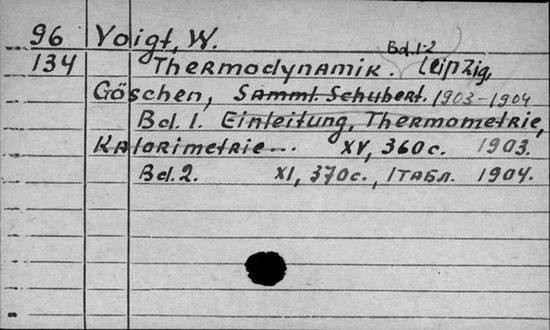 96 Voigt, W.
Bd. 1-2
134 Thermodynamik. Leipzig,
Göschen, Samml. Schubert. 1903-1904
Bd. 1. Einleitung, Thermometrie,
Kalorimetrie... XV, 360 с. 1903.
Bd. 2. XI, 370 с., 1 табл. 1904.